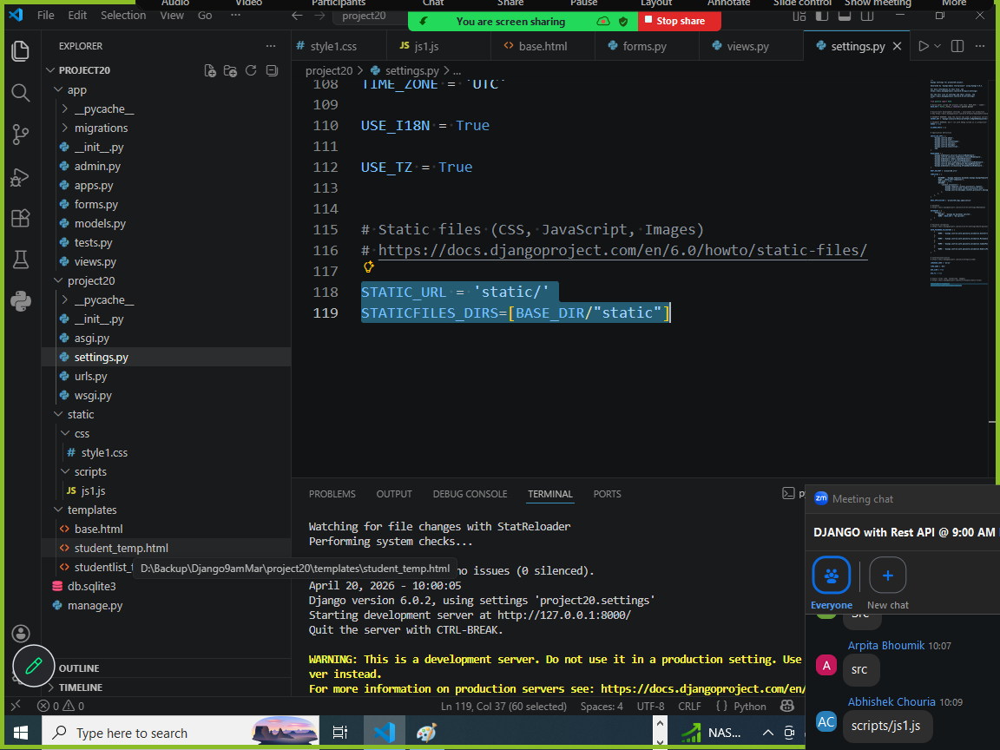 Audio Video Participants Chat Share Pause Layout Annotate Slide control Show meeting More
File Edit Selection View Go ··· project20
You are screen sharing Stop share
EXPLORER ···
style1.css js1.js base.html forms.py views.py settings.py
PROJECT20
project20 > settings.py > ...
app
__pycache__
migrations
__init__.py
admin.py
apps.py
forms.py
models.py
tests.py
views.py
project20
__pycache__
__init__.py
asgi.py
settings.py
urls.py
wsgi.py
static
css
style1.css
scripts
js1.js
templates
base.html
student_temp.html
studentlist_t
D:\Backup\Django9amMar\project20\templates\student_temp.html
db.sqlite3
manage.py
OUTLINE
TIMELINE
108 TIME_ZONE = 'UTC'
109
110 USE_I18N = True
111
112 USE_TZ = True
113
114
115 # Static files (CSS, JavaScript, Images)
116 # https://docs.djangoproject.com/en/6.0/howto/static-files/
117
118 STATIC_URL = 'static/'
119 STATICFILES_DIRS=[BASE_DIR/"static"]
PROBLEMS OUTPUT DEBUG CONSOLE TERMINAL PORTS
Watching for file changes with StatReloader
Performing system checks...
no issues (0 silenced).
April 20, 2026 - 10:00:05
Django version 6.0.2, using settings 'project20.settings'
Starting development server at http://127.0.0.1:8000/
Quit the server with CTRL-BREAK.
WARNING: This is a development server. Do not use it in a production setting. Use
ver instead.
For more information on production servers see: https://docs.djangoproject.com/en/
zm Meeting chat
DJANGO with Rest API @ 9:00 AM
Everyone New chat
src
Arpita Bhoumik 10:07
A src
Abhishek Chouria 10:09
AC scripts/js1.js
0 0 Ln 119, Col 37 (60 selected) Spaces: 4 UTF-8 CRLF { } Python
Type here to search NAS...